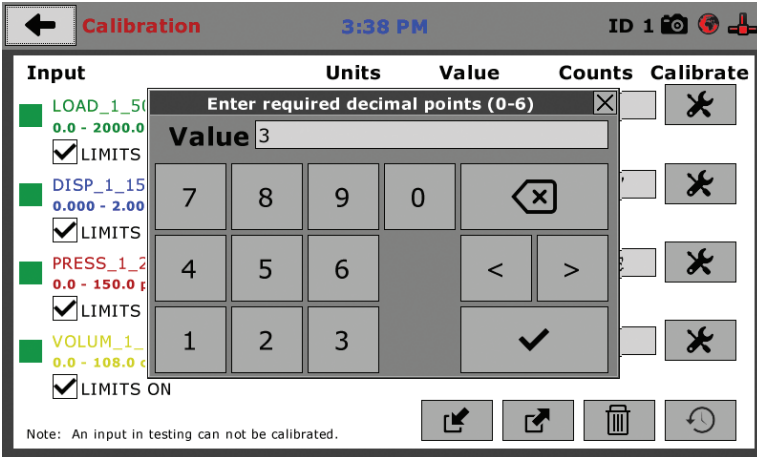 Calibration 3:38 PM ID 1
Input Units Value Counts Calibrate
LOAD_1_50
0.0 - 2000.0
LIMITS
DISP_1_15
0.000 - 2.00
LIMITS
PRESS_1_2
0.0 - 150.0 p
LIMITS
VOLUM_1_
0.0 - 108.0 c
LIMITS ON
Enter required decimal points (0-6)
Value 3
7 8 9 0
4 5 6 < >
1 2 3
Note: An input in testing can not be calibrated.